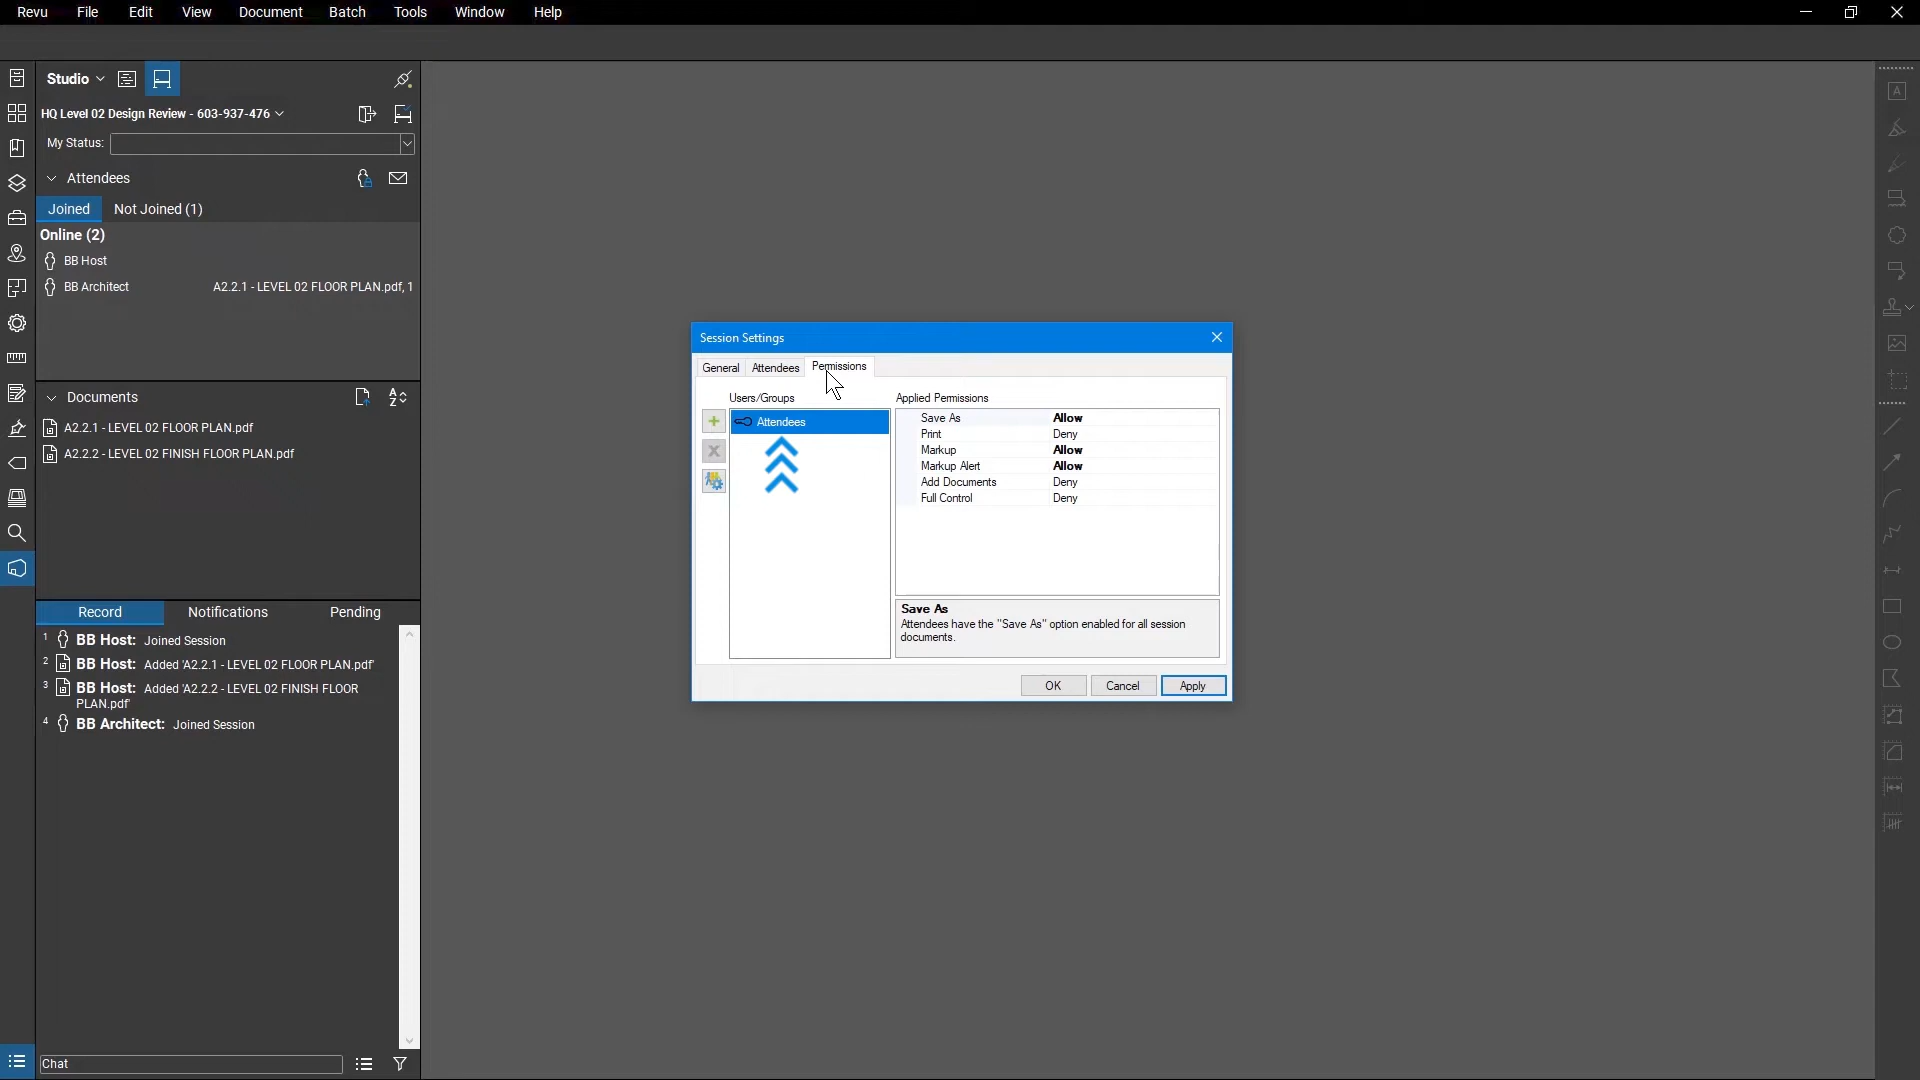 Revu File Edit View Document Batch Tools Window Help
Studio
HQ Level 02 Design Review - 603-937-476
My Status:
Attendees
Joined Not Joined (1)
Online (2)
BB Host
BB Architect A2.2.1 - LEVEL 02 FLOOR PLAN.pdf, 1
Documents
A2.2.1 - LEVEL 02 FLOOR PLAN.pdf
A2.2.2 - LEVEL 02 FINISH FLOOR PLAN.pdf
Record Notifications Pending
1 BB Host: Joined Session
2 BB Host: Added 'A2.2.1 - LEVEL 02 FLOOR PLAN.pdf'
3 BB Host: Added 'A2.2.2 - LEVEL 02 FINISH FLOOR
PLAN.pdf'
4 BB Architect: Joined Session
Chat
Session Settings
General Attendees Permissions
Users/Groups Applied Permissions
Attendees
Save As Allow
Print Deny
Markup Allow
Markup Alert Allow
Add Documents Deny
Full Control Deny
Save As
Attendees have the "Save As" option enabled for all session
documents.
OK Cancel Apply